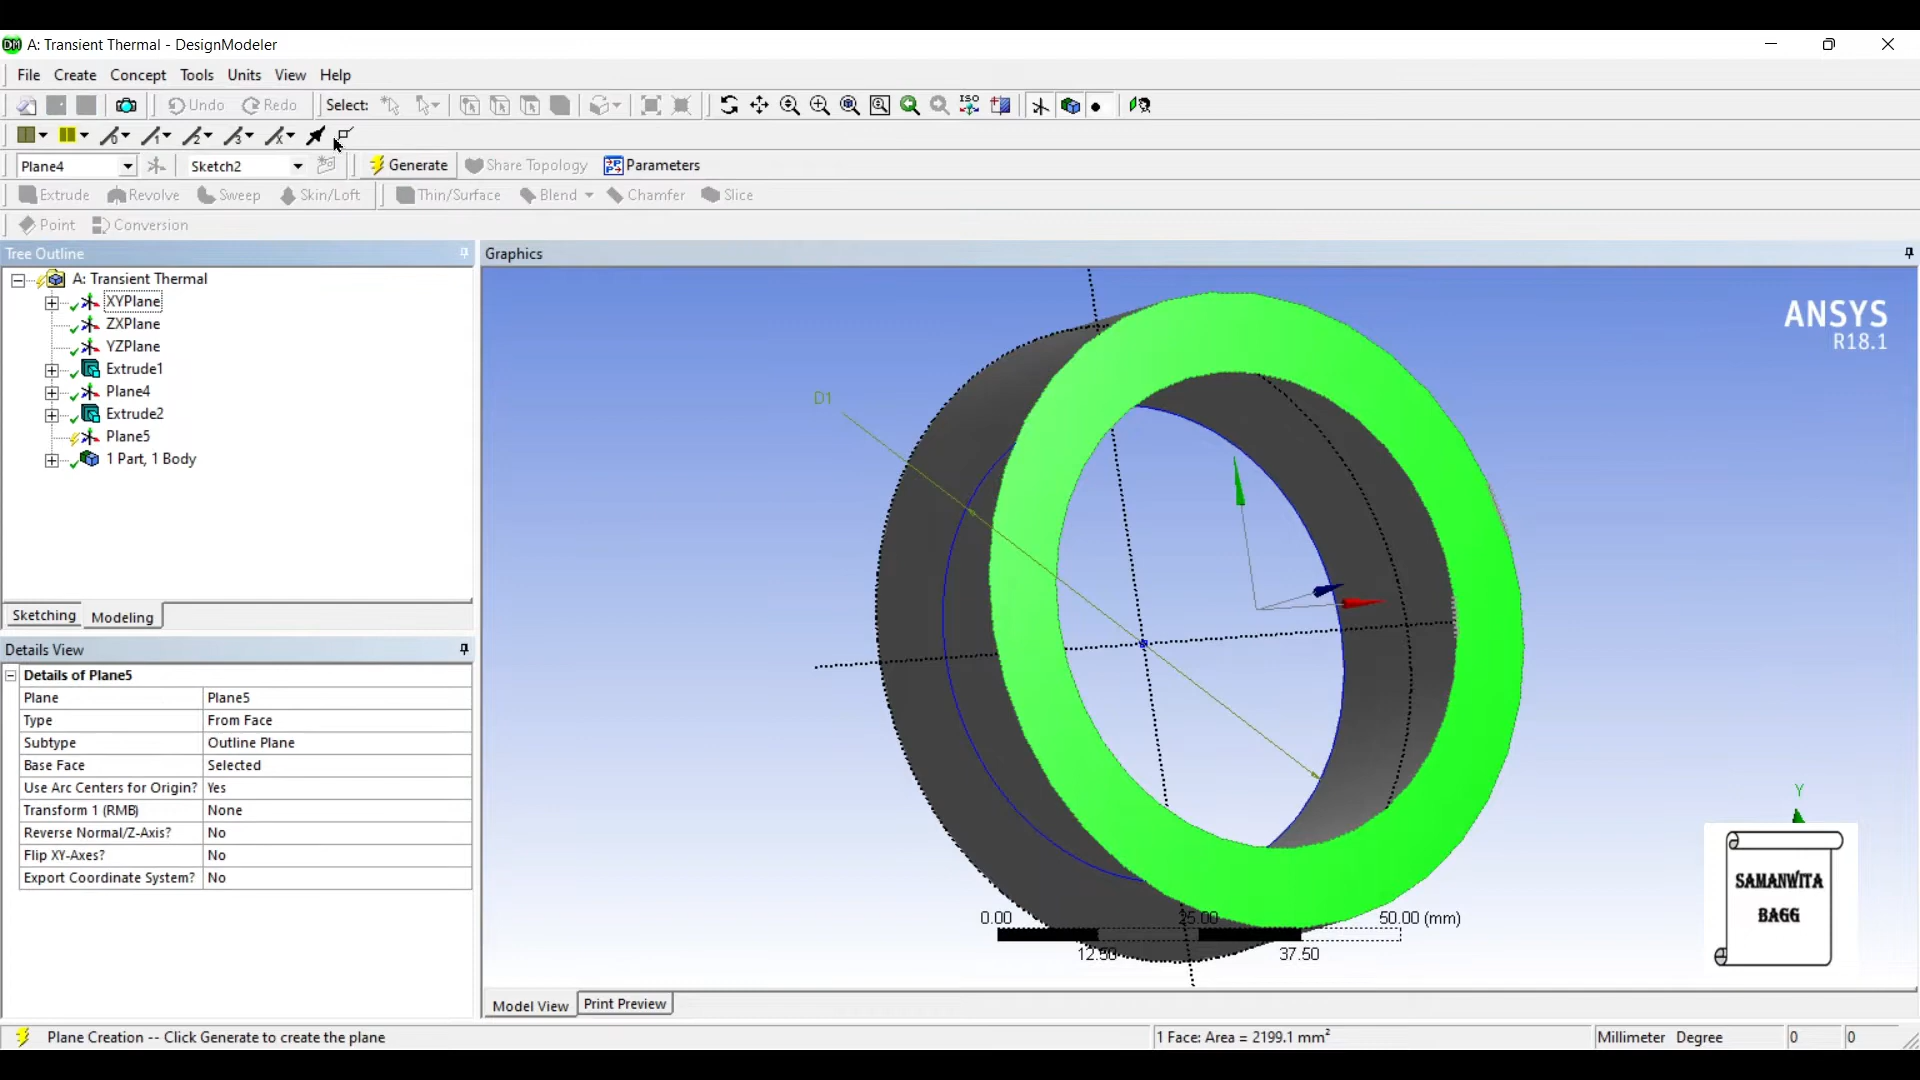 A: Transient Thermal - DesignModeler
File Create Concept Tools Units View Help
Undo Redo Select: ISO
Plane4 Sketch2 Generate Share Topology Parameters
Extrude Revolve Sweep Skin/Loft Thin/Surface Blend Chamfer Slice
Point Conversion
Tree Outline
A: Transient Thermal
XYPlane
ZXPlane
YZPlane
Extrude1
Plane4
Extrude2
Plane5
1 Part, 1 Body
Sketching Modeling
Details View
Details of Plane5
Plane Plane5
Type From Face
Subtype Outline Plane
Base Face Selected
Use Arc Centers for Origin? Yes
Transform 1 (RMB) None
Reverse Normal/Z-Axis? No
Flip XY-Axes? No
Export Coordinate System? No
Graphics
ANSYS
R18.1
D1
Y
SAMANWITA
BAGG
0.00 25.00 50.00 (mm)
12.50 37.50
Model View Print Preview
Plane Creation -- Click Generate to create the plane 1 Face: Area = 2199.1 mm² Millimeter Degree 0 0